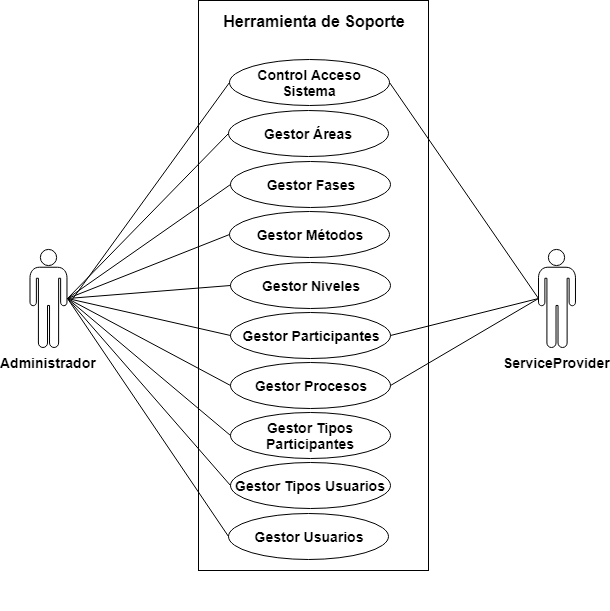 Herramienta de Soporte
Control Acceso
Sistema
Gestor Áreas
Gestor Fases
Gestor Métodos
Gestor Niveles
Gestor Participantes
Gestor Procesos
Gestor Tipos
Participantes
Gestor Tipos Usuarios
Gestor Usuarios
Administrador
ServiceProvider